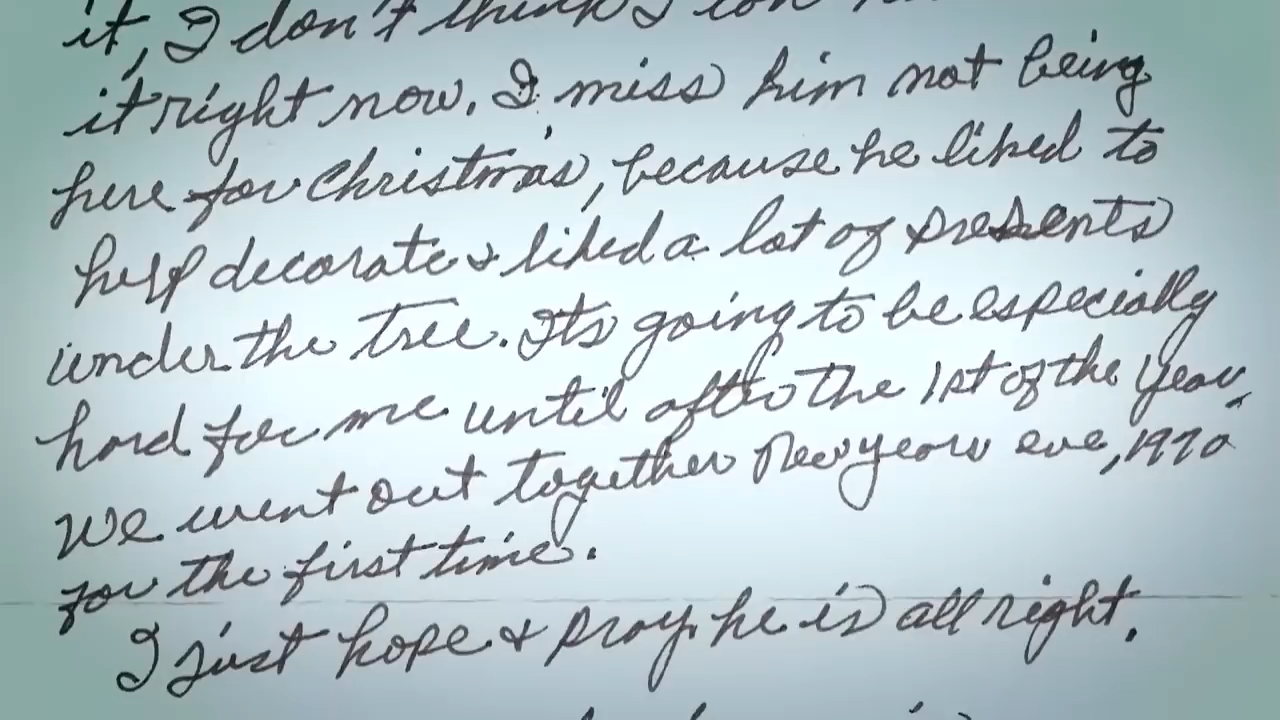 it, I don't think I can
it right now. I miss him not being
here for Christmas, because he liked to
help decorate & liked a lot of presents
under the tree. Its going to be especially
hard for me until after the 1st of the year.
We went out together New years eve, 1970
for the first time.
I just hope & pray he is all right.